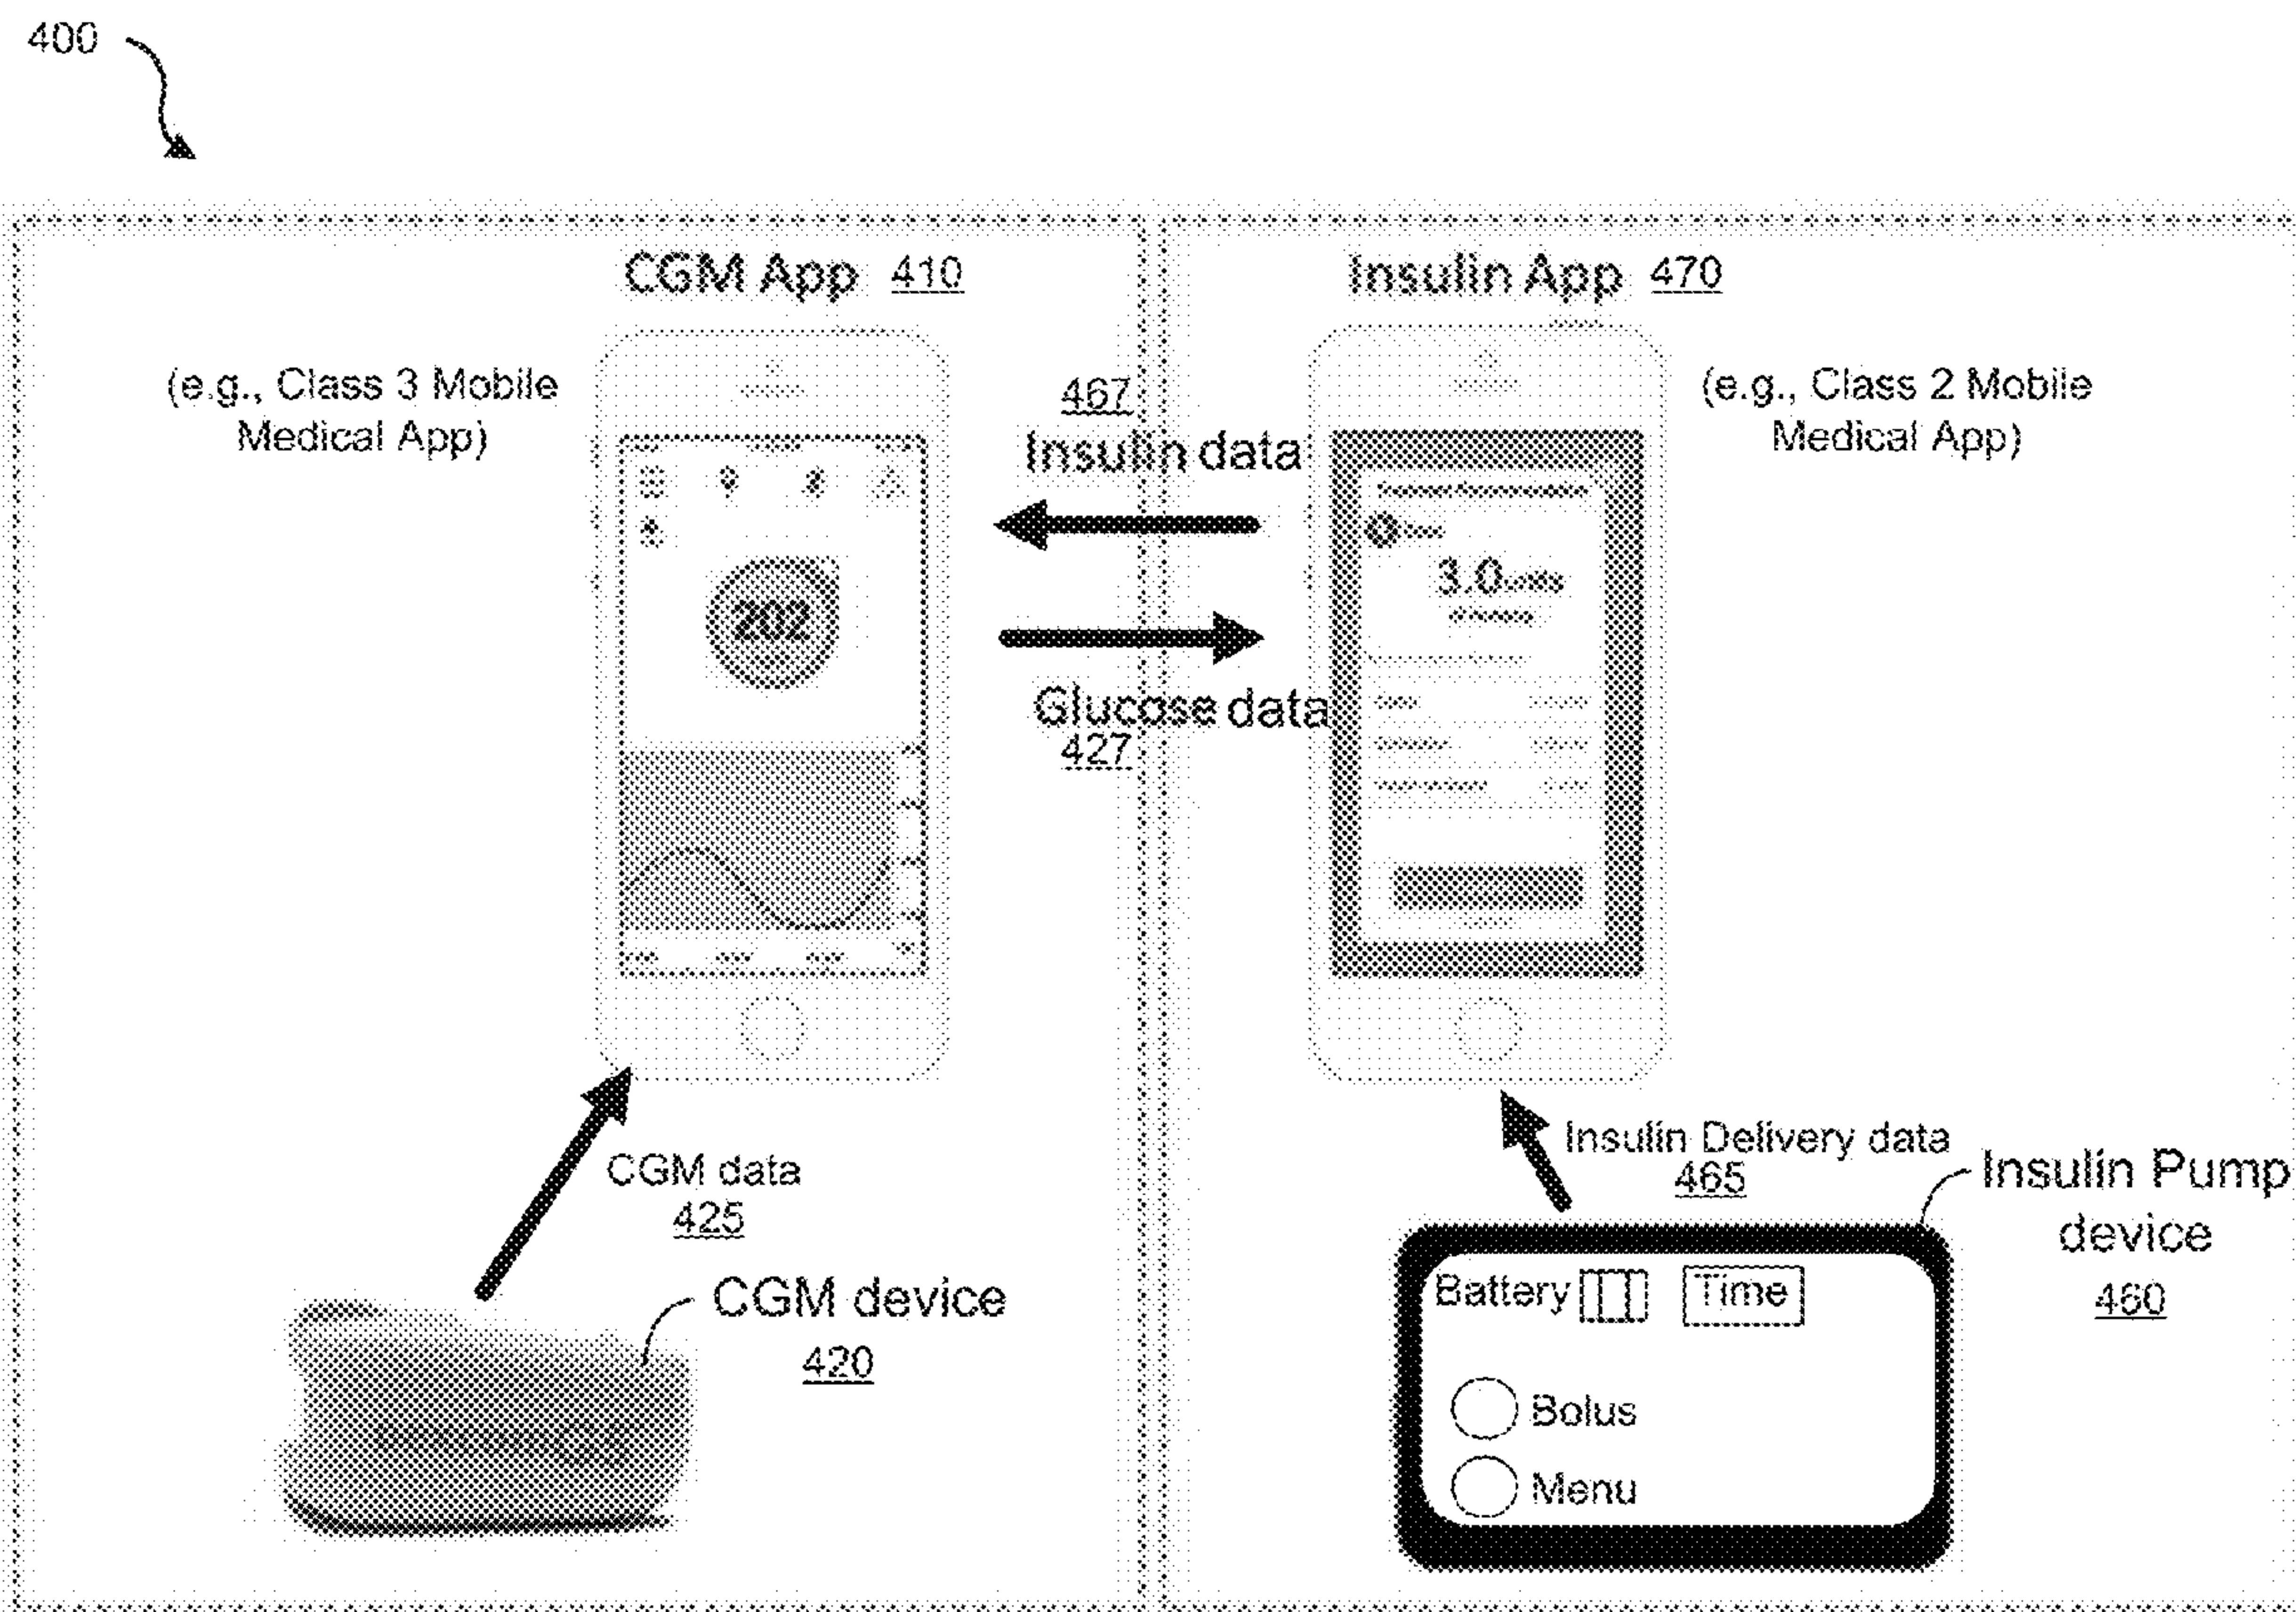 400
CGM App 410
(e.g., Class 3 Mobile
Medical App)
202
467
Insulin data
Glucose data
427
Insulin App 470
(e.g., Class 2 Mobile
Medical App)
3.0 units
CGM data
425
CGM device
420
Insulin Delivery data
465
Insulin Pump
device
460
Battery Time
Bolus
Menu